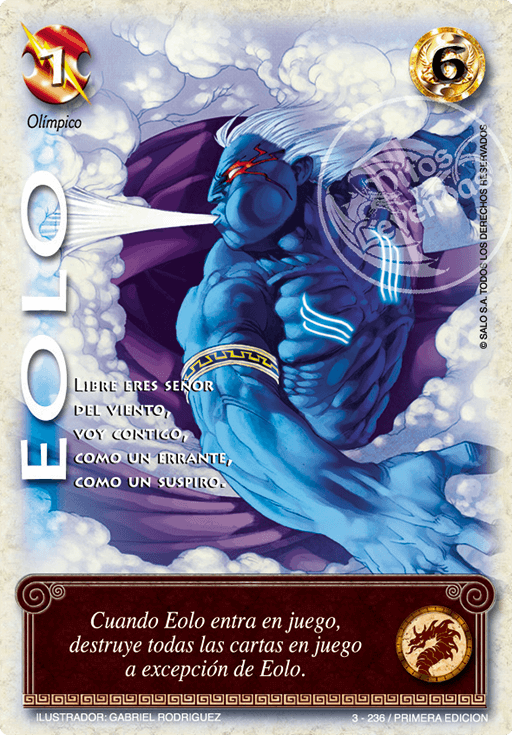 1
6
Olímpico
Mitos
Leyendas
© SALO S.A. TODOS LOS DERECHOS RESERVADOS
EOLO
LIBRE ERES SEÑOR
DEL VIENTO,
VOY CONTIGO,
COMO UN ERRANTE,
COMO UN SUSPIRO.
Cuando Eolo entra en juego,
destruye todas las cartas en juego
a excepción de Eolo.
ILUSTRADOR: GABRIEL RODRIGUEZ
3 - 236 / PRIMERA EDICION